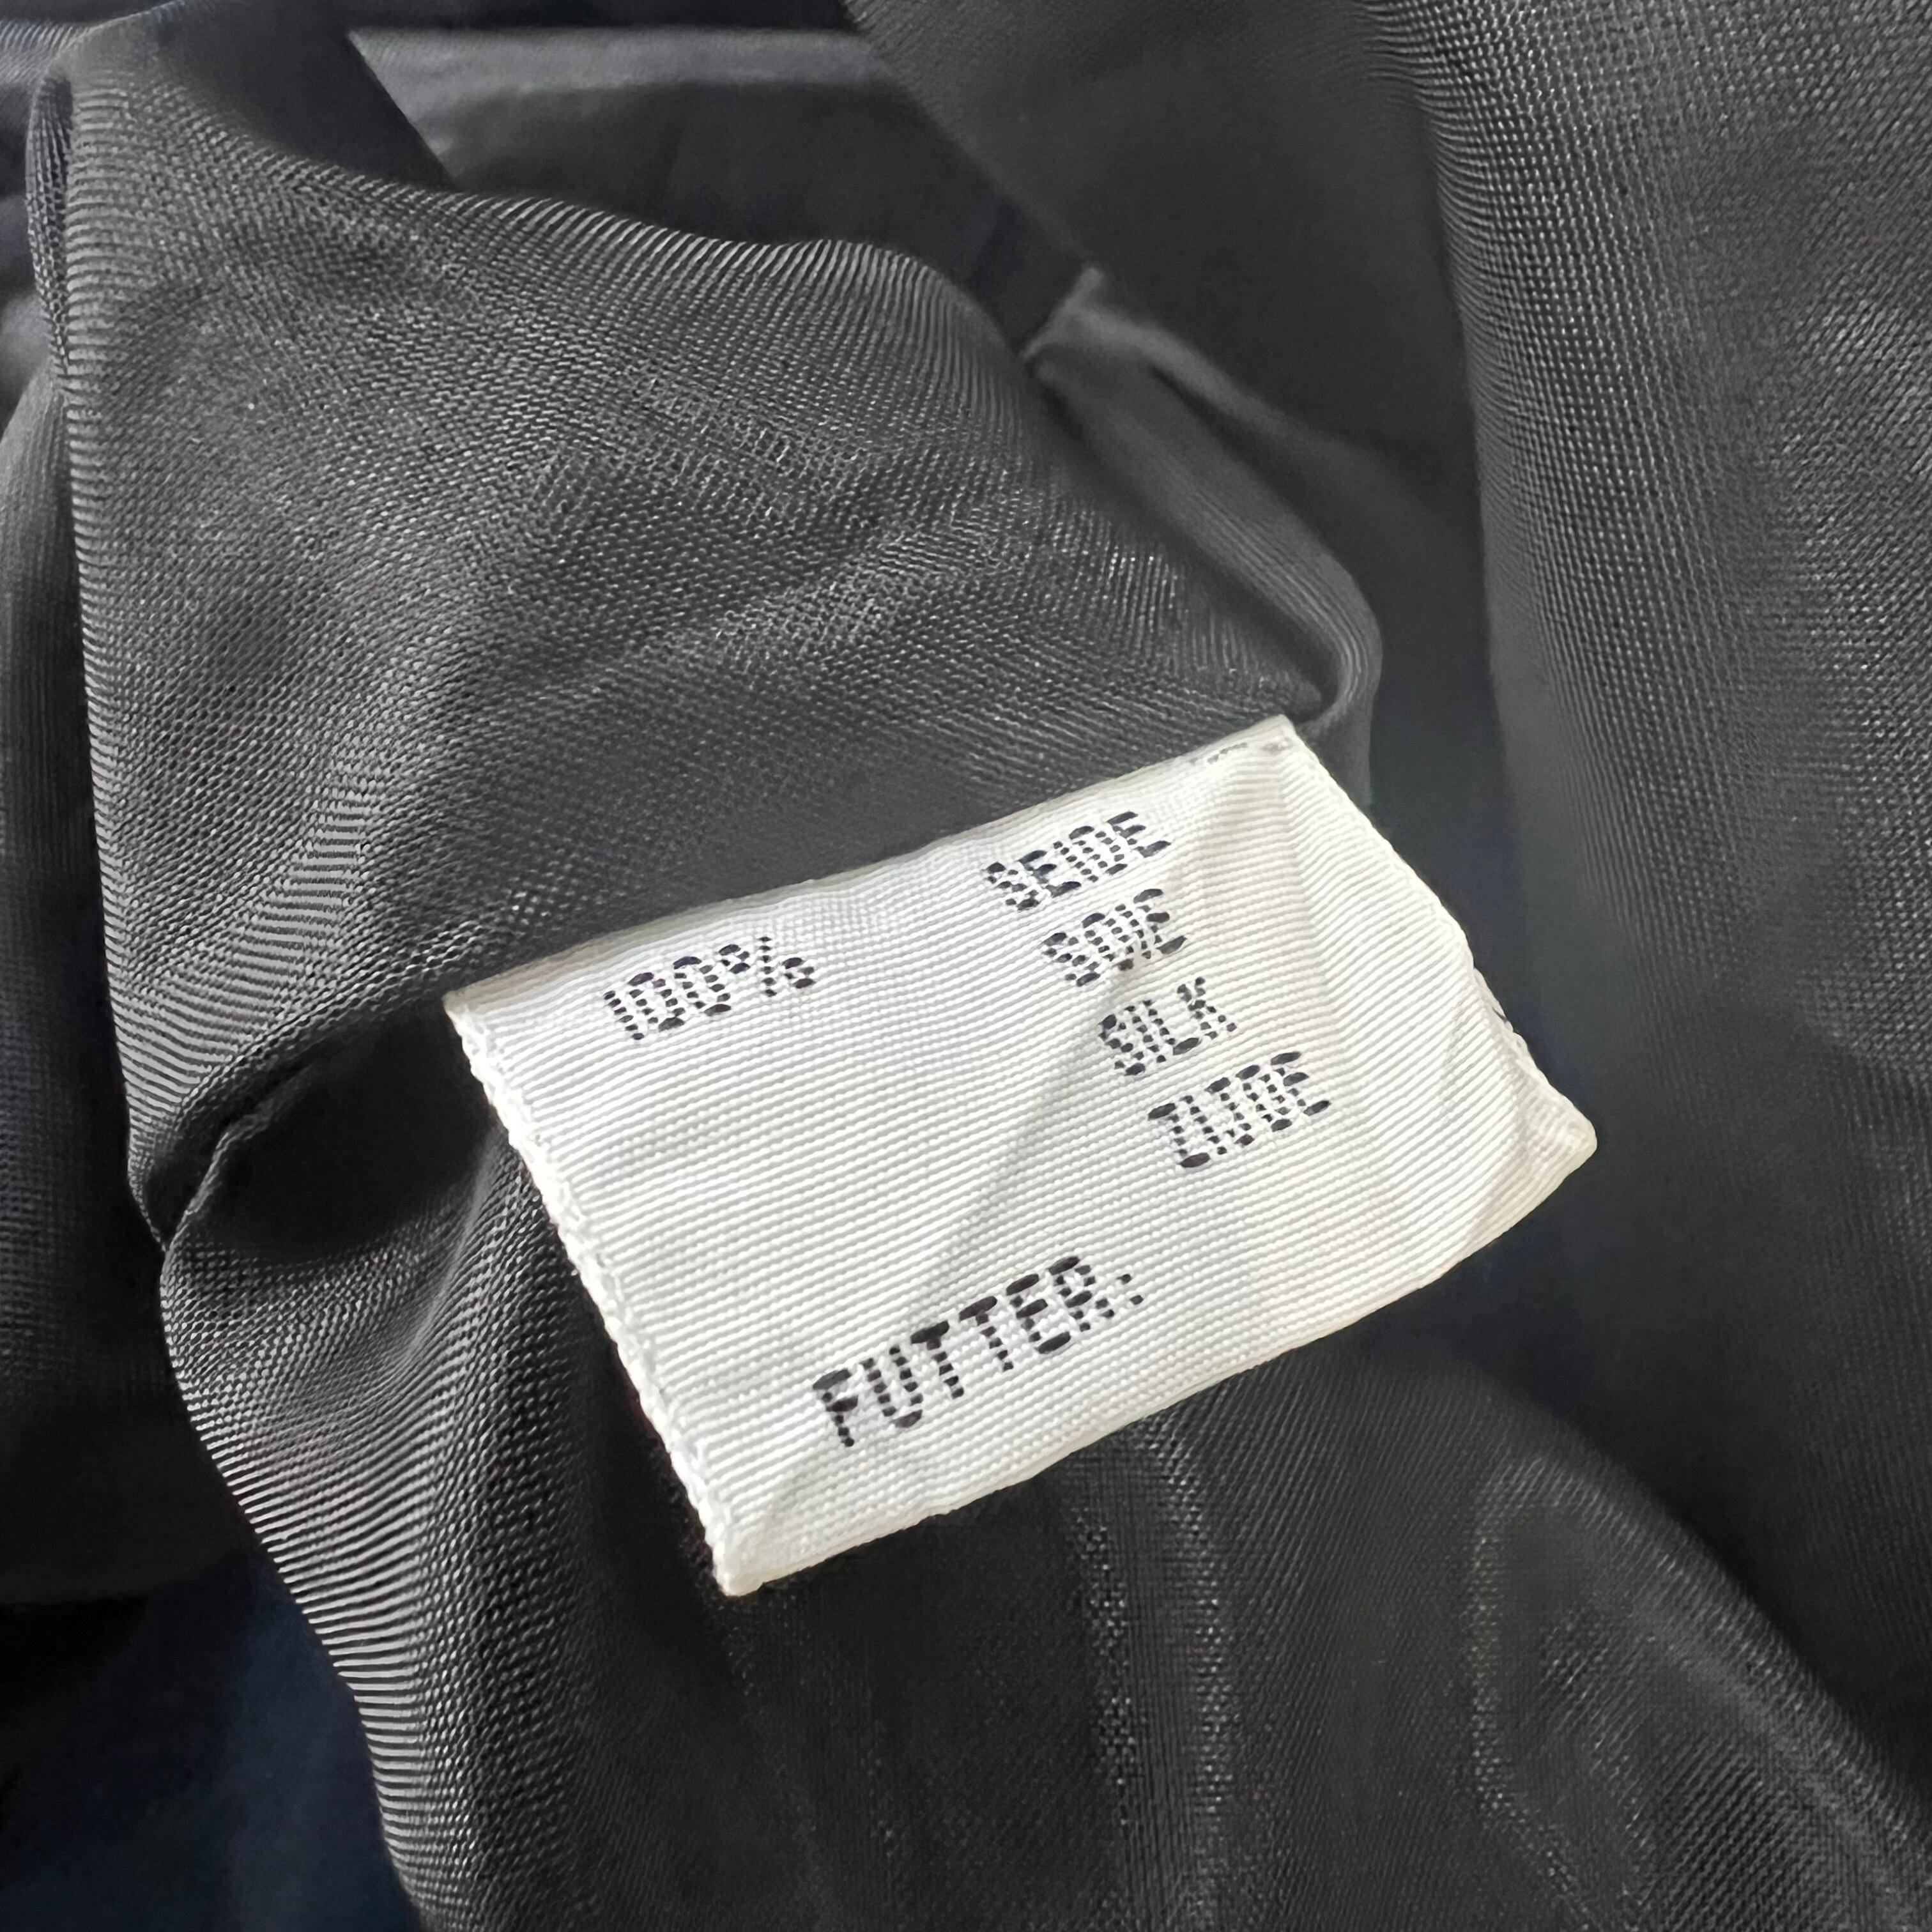 100% SEIDE
SOIE
SILK
ZIJDE
FUTTER: